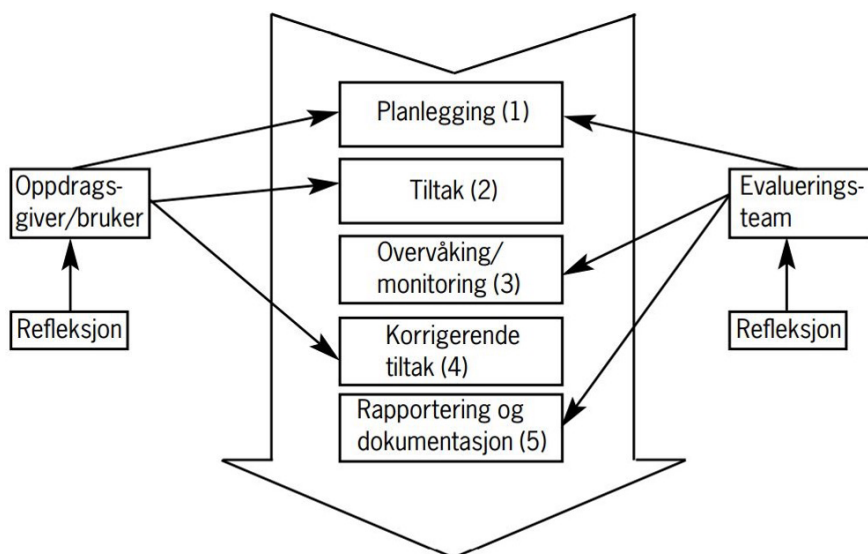 Planlegging (1)
Oppdrags-
giver/bruker
Tiltak (2)
Evaluerings-
team
Overvåking/
monitoring (3)
Refleksjon
Korrigerende
tiltak (4)
Refleksjon
Rapportering og
dokumentasjon (5)